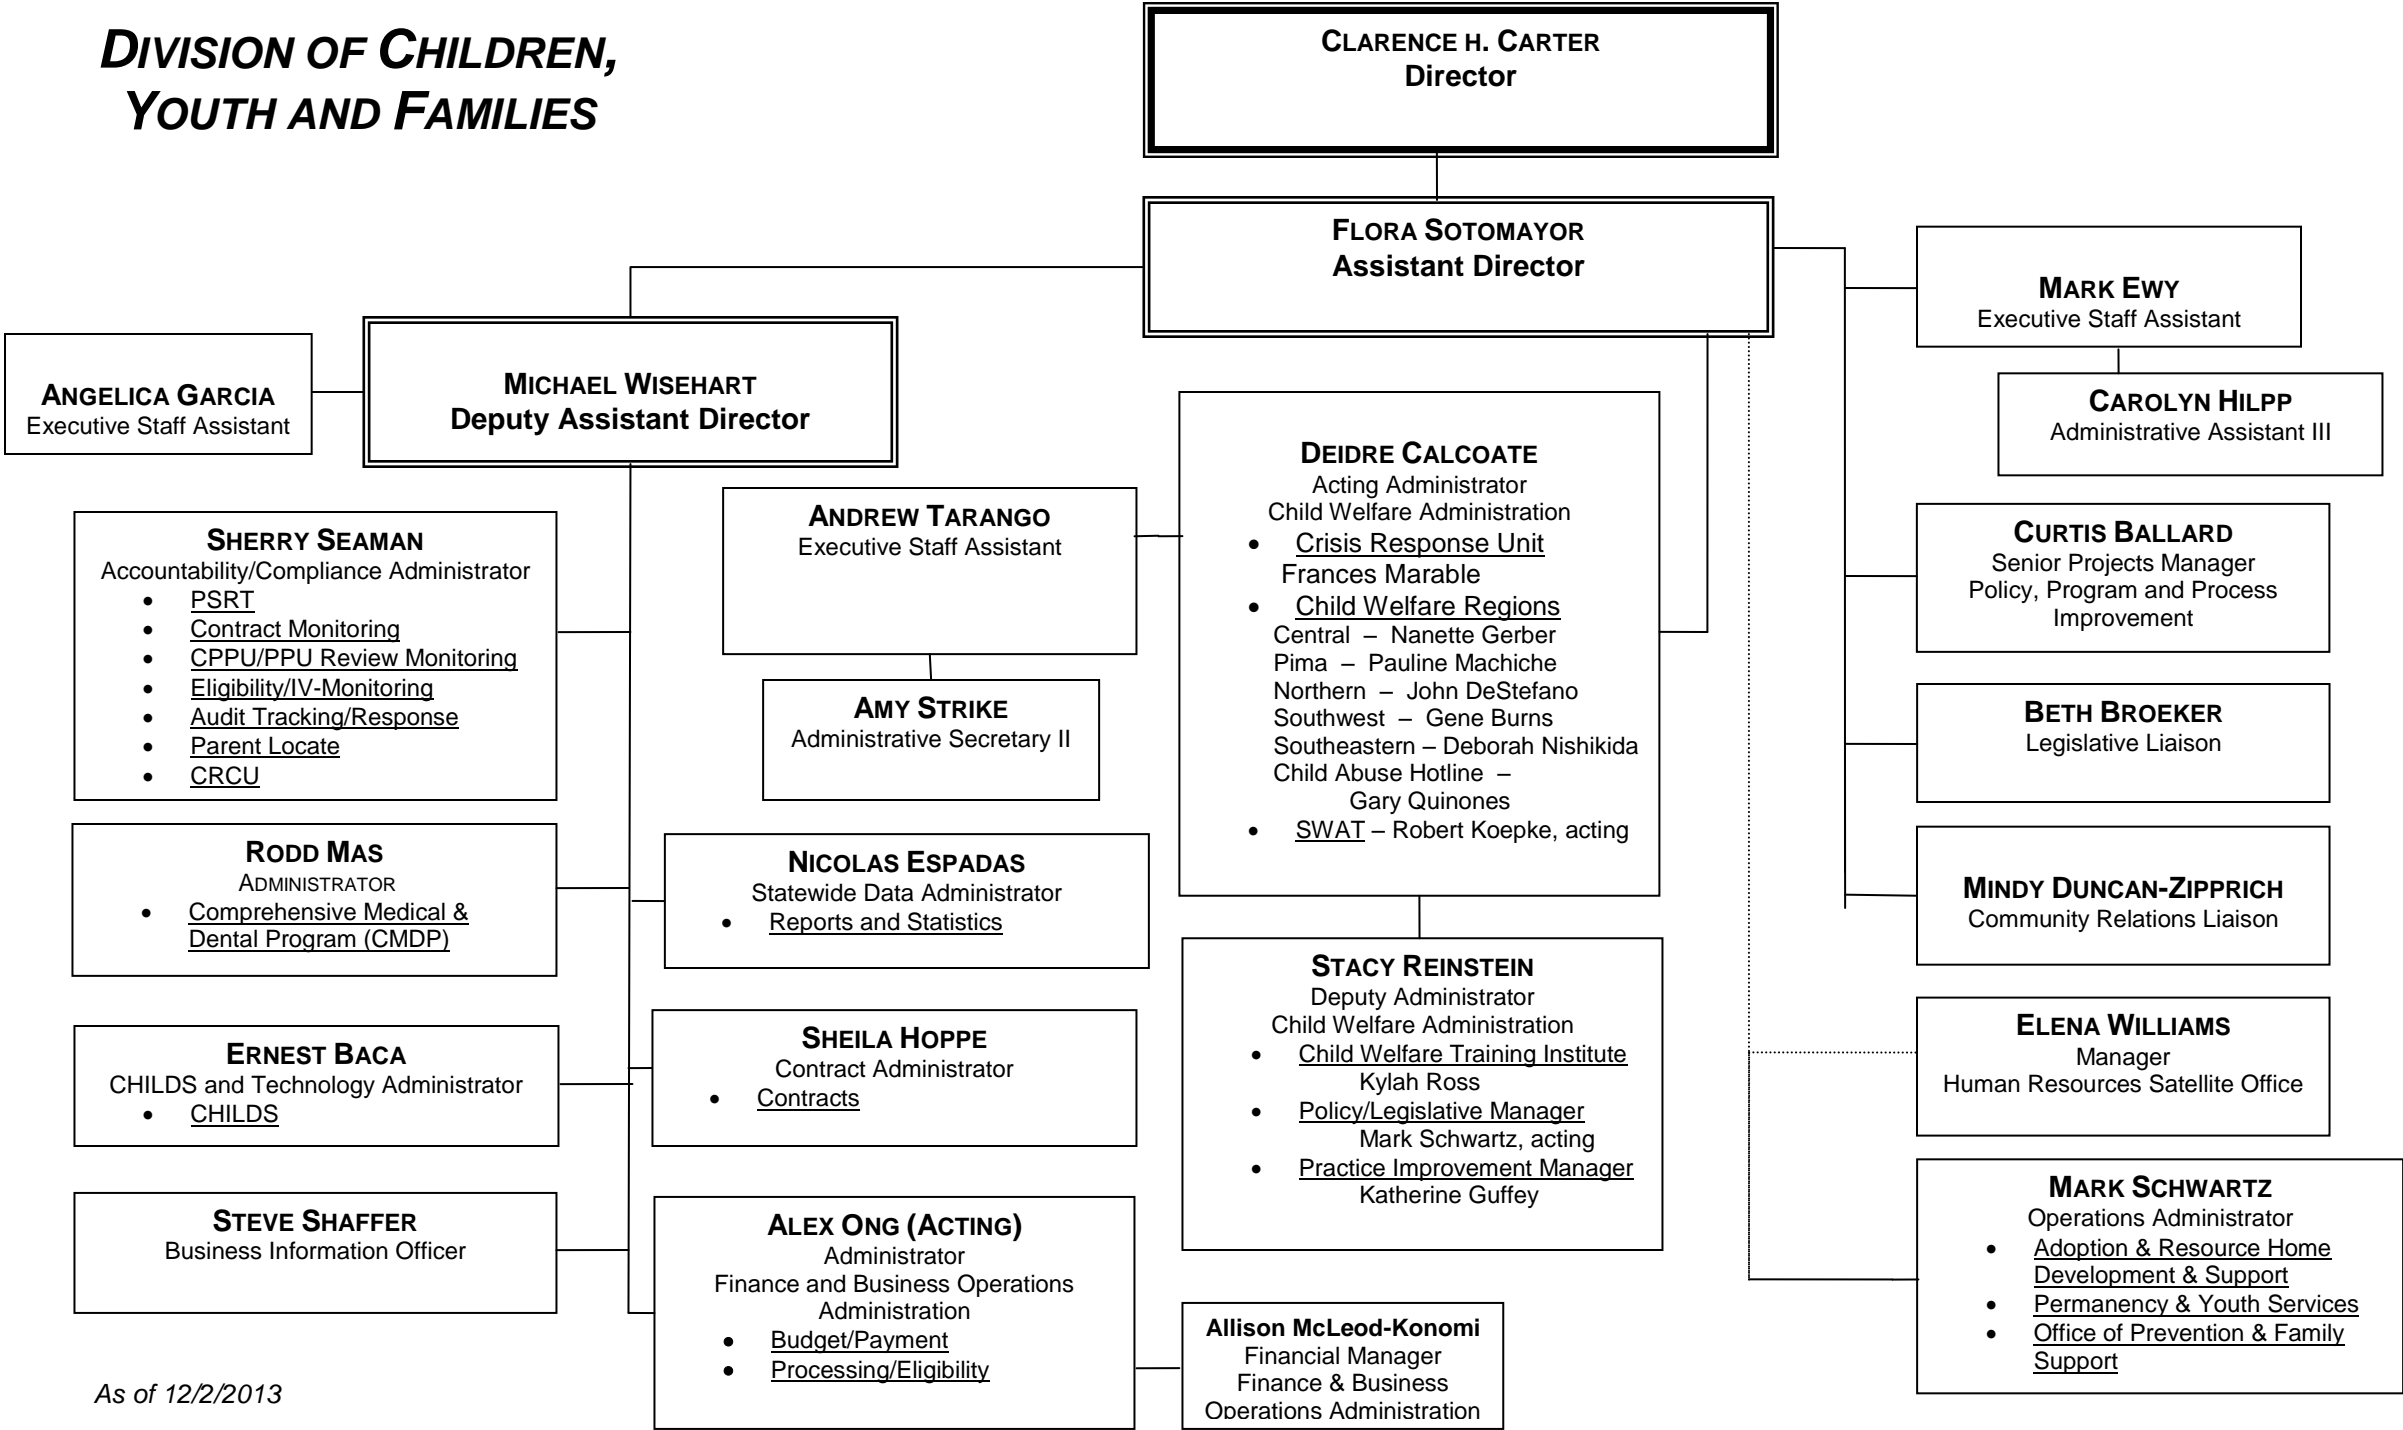 DIVISION OF CHILDREN,
YOUTH AND FAMILIES
CLARENCE H. CARTER
Director
FLORA SOTOMAYOR
Assistant Director
MARK EWY
Executive Staff Assistant
CAROLYN HILPP
Administrative Assistant III
ANGELICA GARCIA
Executive Staff Assistant
MICHAEL WISEHART
Deputy Assistant Director
SHERRY SEAMAN
Accountability/Compliance Administrator
• PSRT
• Contract Monitoring
• CPPU/PPU Review Monitoring
• Eligibility/IV-Monitoring
• Audit Tracking/Response
• Parent Locate
• CRCU
ANDREW TARANGO
Executive Staff Assistant
AMY STRIKE
Administrative Secretary II
DEIDRE CALCOATE
Acting Administrator
Child Welfare Administration
• Crisis Response Unit
Frances Marable
• Child Welfare Regions
Central – Nanette Gerber
Pima – Pauline Machiche
Northern – John DeStefano
Southwest – Gene Burns
Southeastern – Deborah Nishikida
Child Abuse Hotline –
Gary Quinones
• SWAT – Robert Koepke, acting
CURTIS BALLARD
Senior Projects Manager
Policy, Program and Process
Improvement
BETH BROEKER
Legislative Liaison
MINDY DUNCAN-ZIPPRICH
Community Relations Liaison
RODD MAS
ADMINISTRATOR
• Comprehensive Medical &
Dental Program (CMDP)
NICOLAS ESPADAS
Statewide Data Administrator
• Reports and Statistics
STACY REINSTEIN
Deputy Administrator
Child Welfare Administration
• Child Welfare Training Institute
Kylah Ross
• Policy/Legislative Manager
Mark Schwartz, acting
• Practice Improvement Manager
Katherine Guffey
ELENA WILLIAMS
Manager
Human Resources Satellite Office
ERNEST BACA
CHILDS and Technology Administrator
• CHILDS
SHEILA HOPPE
Contract Administrator
• Contracts
MARK SCHWARTZ
Operations Administrator
• Adoption & Resource Home
Development & Support
• Permanency & Youth Services
• Office of Prevention & Family
Support
STEVE SHAFFER
Business Information Officer
ALEX ONG (ACTING)
Administrator
Finance and Business Operations
Administration
• Budget/Payment
• Processing/Eligibility
Allison McLeod-Konomi
Financial Manager
Finance & Business
Operations Administration
As of 12/2/2013